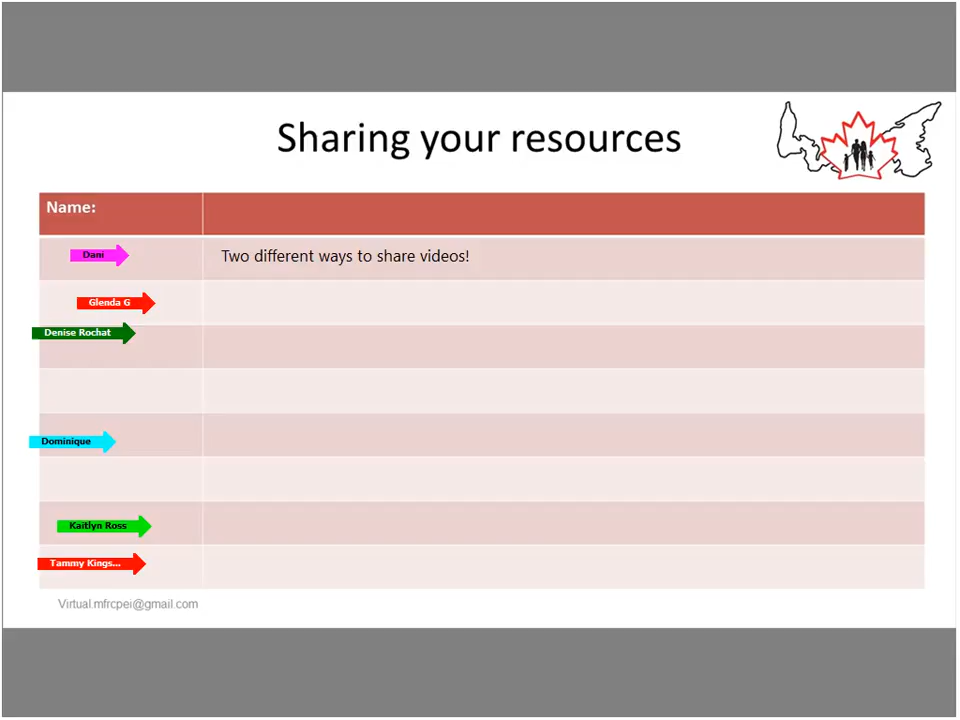 Sharing your resources
Name:
Dani
Two different ways to share videos!
Glenda G
Denise Rochat
Dominique
Kaitlyn Ross
Tammy Kings...
Virtual.mfrcpei@gmail.com